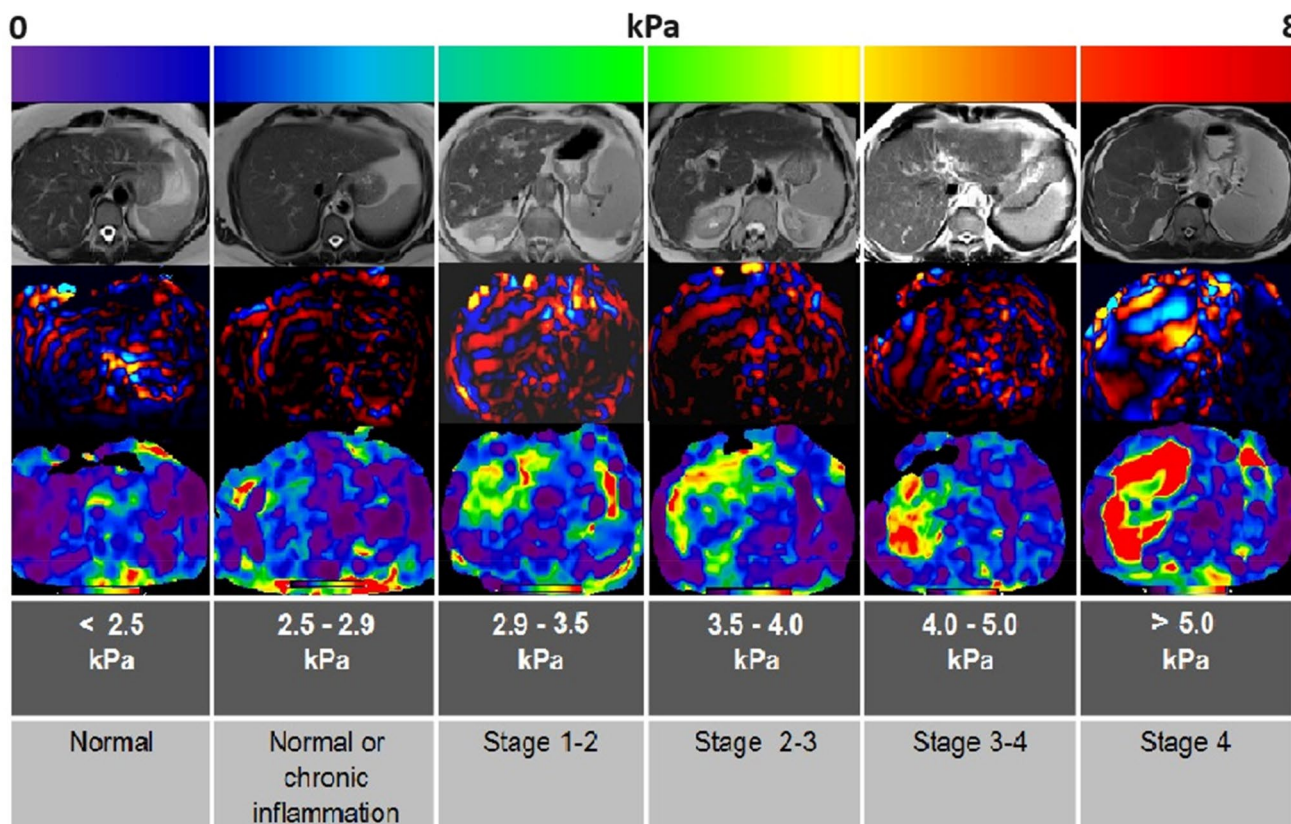 0 kPa 8
< 2.5 kPa
2.5 - 2.9 kPa
2.9 - 3.5 kPa
3.5 - 4.0 kPa
4.0 - 5.0 kPa
> 5.0 kPa
Normal
Normal or
chronic
inflammation
Stage 1-2
Stage 2-3
Stage 3-4
Stage 4